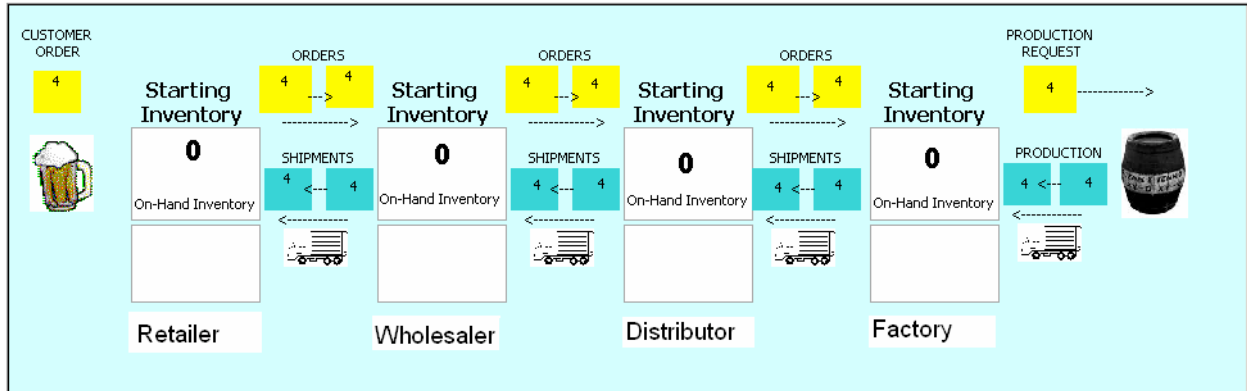 CUSTOMER
ORDER
4
ORDERS
4 ---> 4
------------>
ORDERS
4 ---> 4
------------>
ORDERS
4 ---> 4
------------>
PRODUCTION
REQUEST
4 ------------>
Starting
Inventory
0
On-Hand Inventory
Starting
Inventory
0
On-Hand Inventory
Starting
Inventory
0
On-Hand Inventory
Starting
Inventory
0
On-Hand Inventory
SHIPMENTS
4 <--- 4
<------------
SHIPMENTS
4 <--- 4
<------------
SHIPMENTS
4 <--- 4
<------------
PRODUCTION
4 <--- 4
<------------
Retailer
Wholesaler
Distributor
Factory